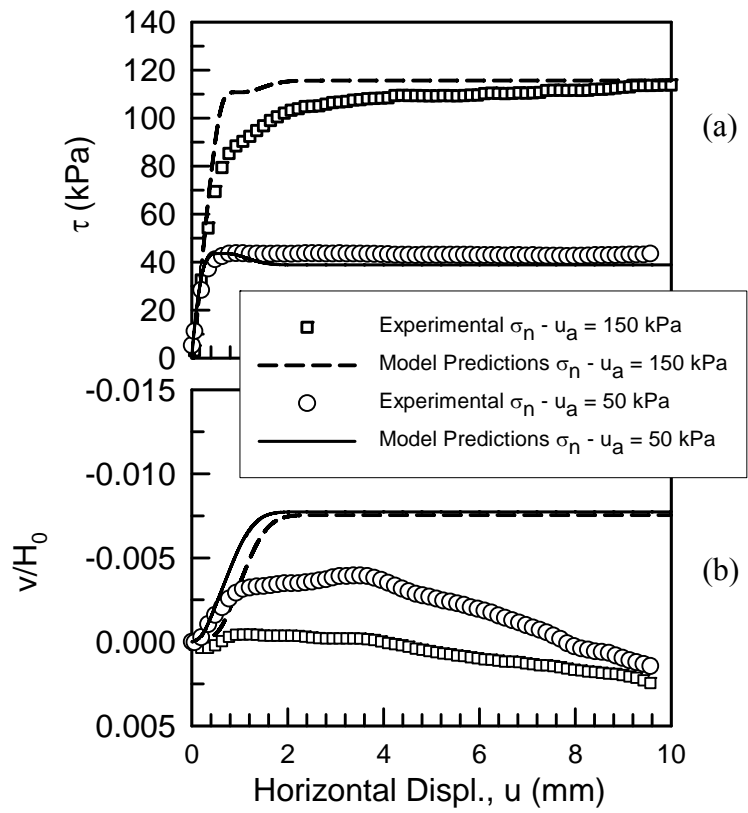 140
120
100
80
60
40
20
0
τ (kPa)
(a)
Experimental σn - ua = 150 kPa
Model Predictions σn - ua = 150 kPa
Experimental σn - ua = 50 kPa
Model Predictions σn - ua = 50 kPa
-0.015
-0.010
-0.005
0.000
0.005
v/H0
(b)
0 2 4 6 8 10
Horizontal Displ., u (mm)